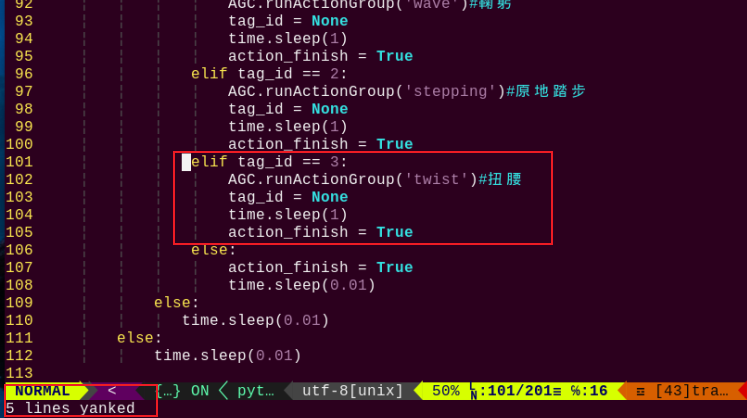 92 AGC.runActionGroup('wave')#鞠躬
93 tag_id = None
94 time.sleep(1)
95 action_finish = True
96 elif tag_id == 2:
97 AGC.runActionGroup('stepping')#原地踏步
98 tag_id = None
99 time.sleep(1)
100 action_finish = True
101 elif tag_id == 3:
102 AGC.runActionGroup('twist')#扭腰
103 tag_id = None
104 time.sleep(1)
105 action_finish = True
106 else:
107 action_finish = True
108 time.sleep(0.01)
109 else:
110 time.sleep(0.01)
111 else:
112 time.sleep(0.01)
113
NORMAL < {…} ON pyt… utf-8[unix] 50% ㏑:101/201≡ ℅:16 [43]tra…
5 lines yanked